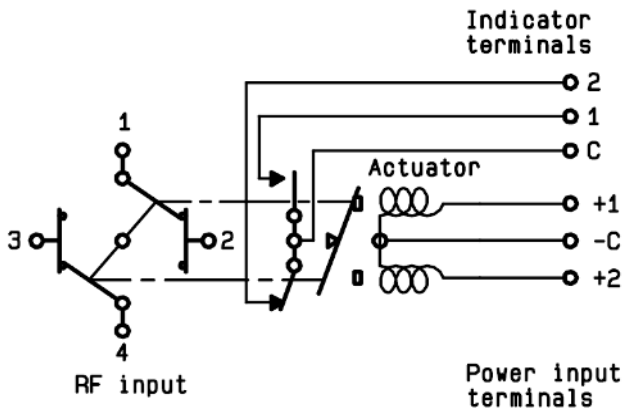 Indicator
terminals
2
1
C
1
Actuator
+1
3
2
-C
+2
4
RF input
Power input
terminals